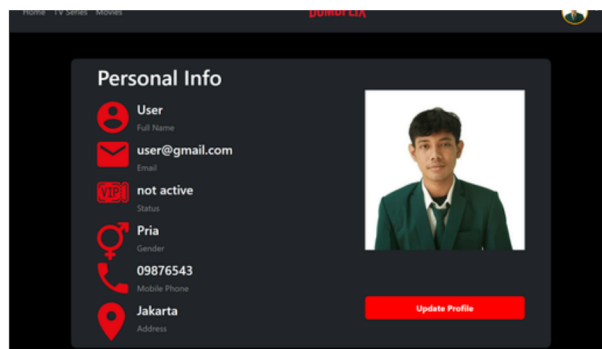 Home TV Series Movies
DUMBFLIX
Personal Info
User
Full Name
user@gmail.com
Email
VIP
not active
Status
Pria
Gender
09876543
Mobile Phone
Jakarta
Address
Update Profile